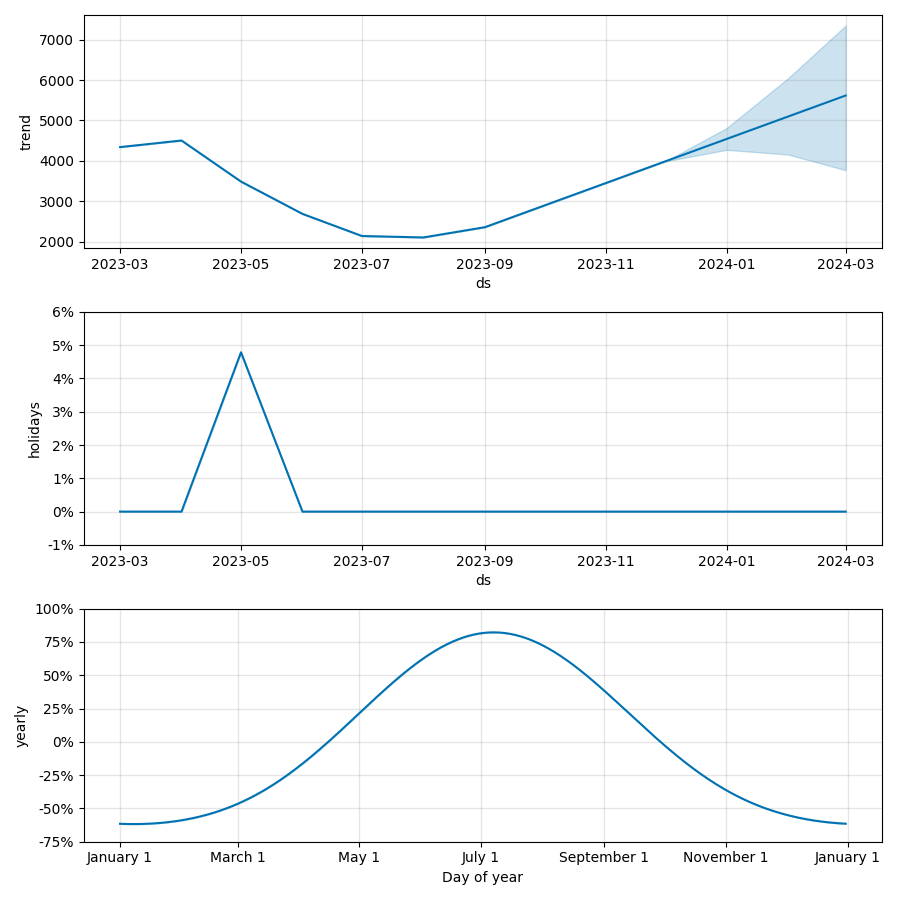 7000
6000
5000
4000
3000
2000
trend
2023-03 2023-05 2023-07 2023-09 2023-11 2024-01 2024-03
ds
6%
5%
4%
3%
2%
1%
0%
-1%
holidays
2023-03 2023-05 2023-07 2023-09 2023-11 2024-01 2024-03
ds
100%
75%
50%
25%
0%
-25%
-50%
-75%
yearly
January 1 March 1 May 1 July 1 September 1 November 1 January 1
Day of year